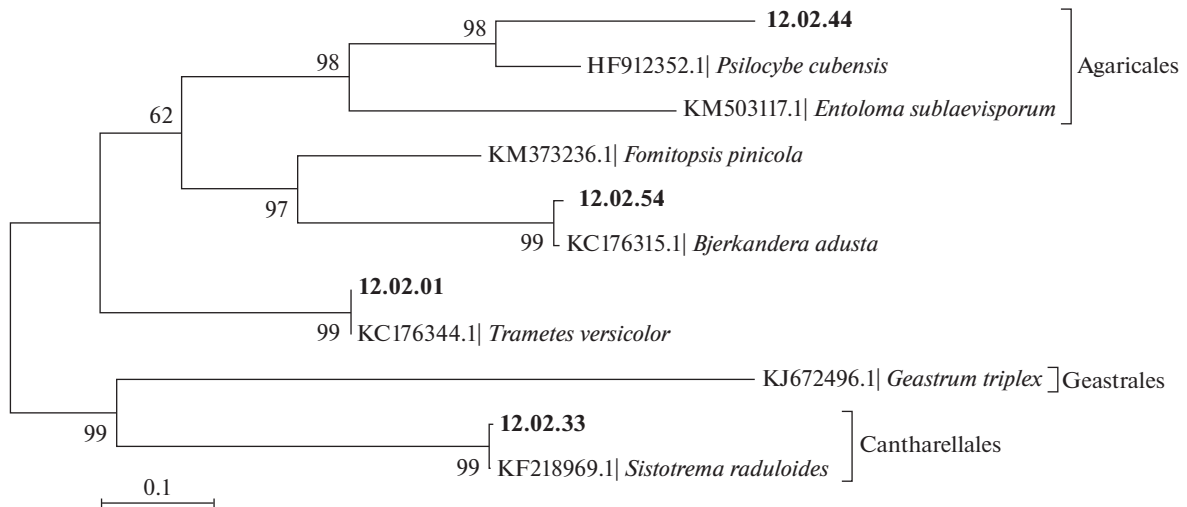 12.02.44
98
HF912352.1| Psilocybe cubensis
98
Agaricales
KM503117.1| Entoloma sublaevisporum
62
KM373236.1| Fomitopsis pinicola
12.02.54
97
99
KC176315.1| Bjerkandera adusta
12.02.01
99
KC176344.1| Trametes versicolor
KJ672496.1| Geastrum triplex
Geastrales
12.02.33
99
Cantharellales
99
KF218969.1| Sistotrema raduloides
0.1